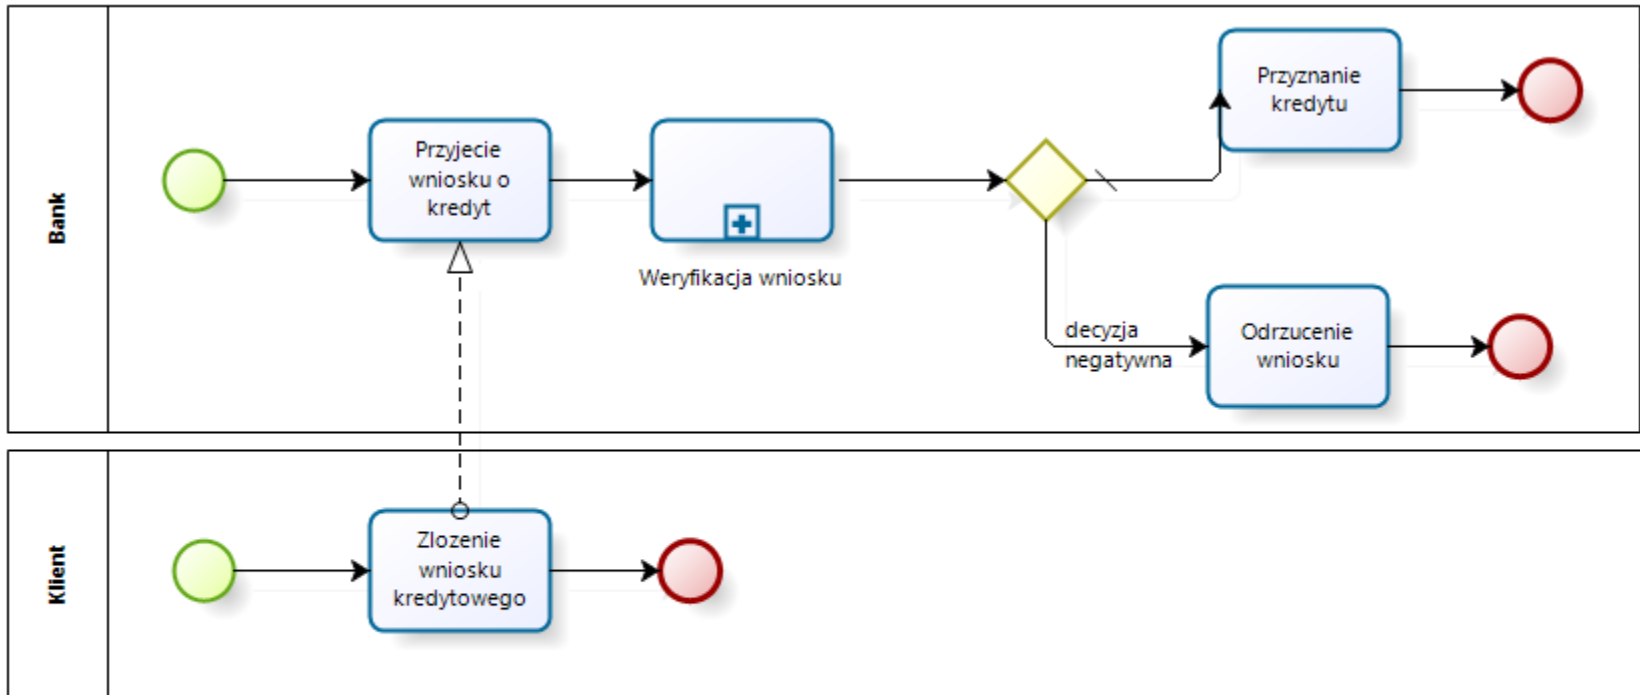 Bank
Przyjecie
wniosku o
kredyt
Weryfikacja wniosku
Przyznanie
kredytu
decyzja
negatywna
Odrzucenie
wniosku
Klient
Zlozenie
wniosku
kredytowego